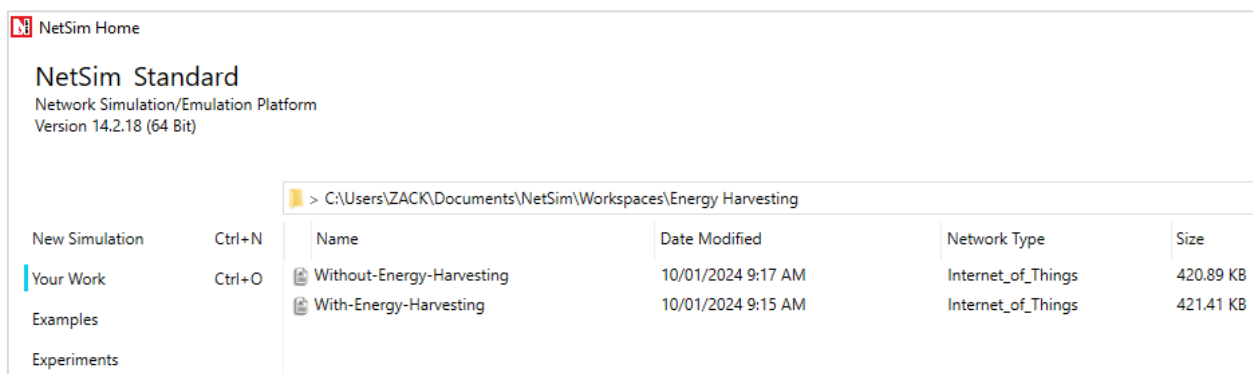 NetSim Home
NetSim Standard
Network Simulation/Emulation Platform
Version 14.2.18 (64 Bit)
> C:\Users\ZACK\Documents\NetSim\Workspaces\Energy Harvesting
New Simulation Ctrl+N Name Date Modified Network Type Size
Your Work Ctrl+O Without-Energy-Harvesting 10/01/2024 9:17 AM Internet_of_Things 420.89 KB
Examples With-Energy-Harvesting 10/01/2024 9:15 AM Internet_of_Things 421.41 KB
Experiments